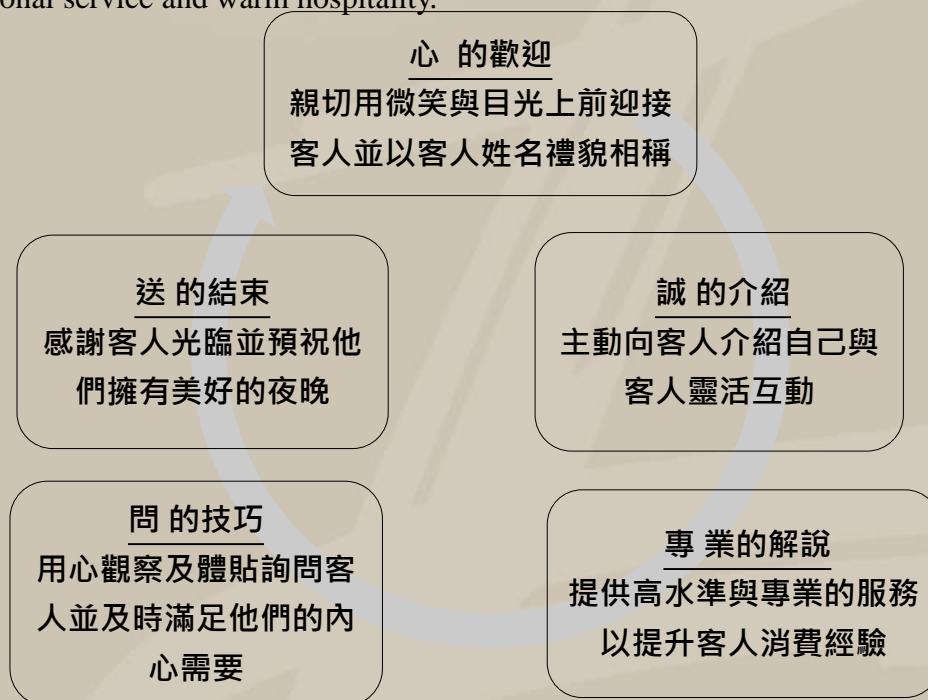 onal service and warm hospitality.
心 的歡迎
親切用微笑與目光上前迎接
客人並以客人姓名禮貌相稱
誠 的介紹
主動向客人介紹自己與
客人靈活互動
專 業的解說
提供高水準與專業的服務
以提升客人消費經驗
問 的技巧
用心觀察及體貼詢問客
人並及時滿足他們的內
心需要
送 的結束
感謝客人光臨並預祝他
們擁有美好的夜晚